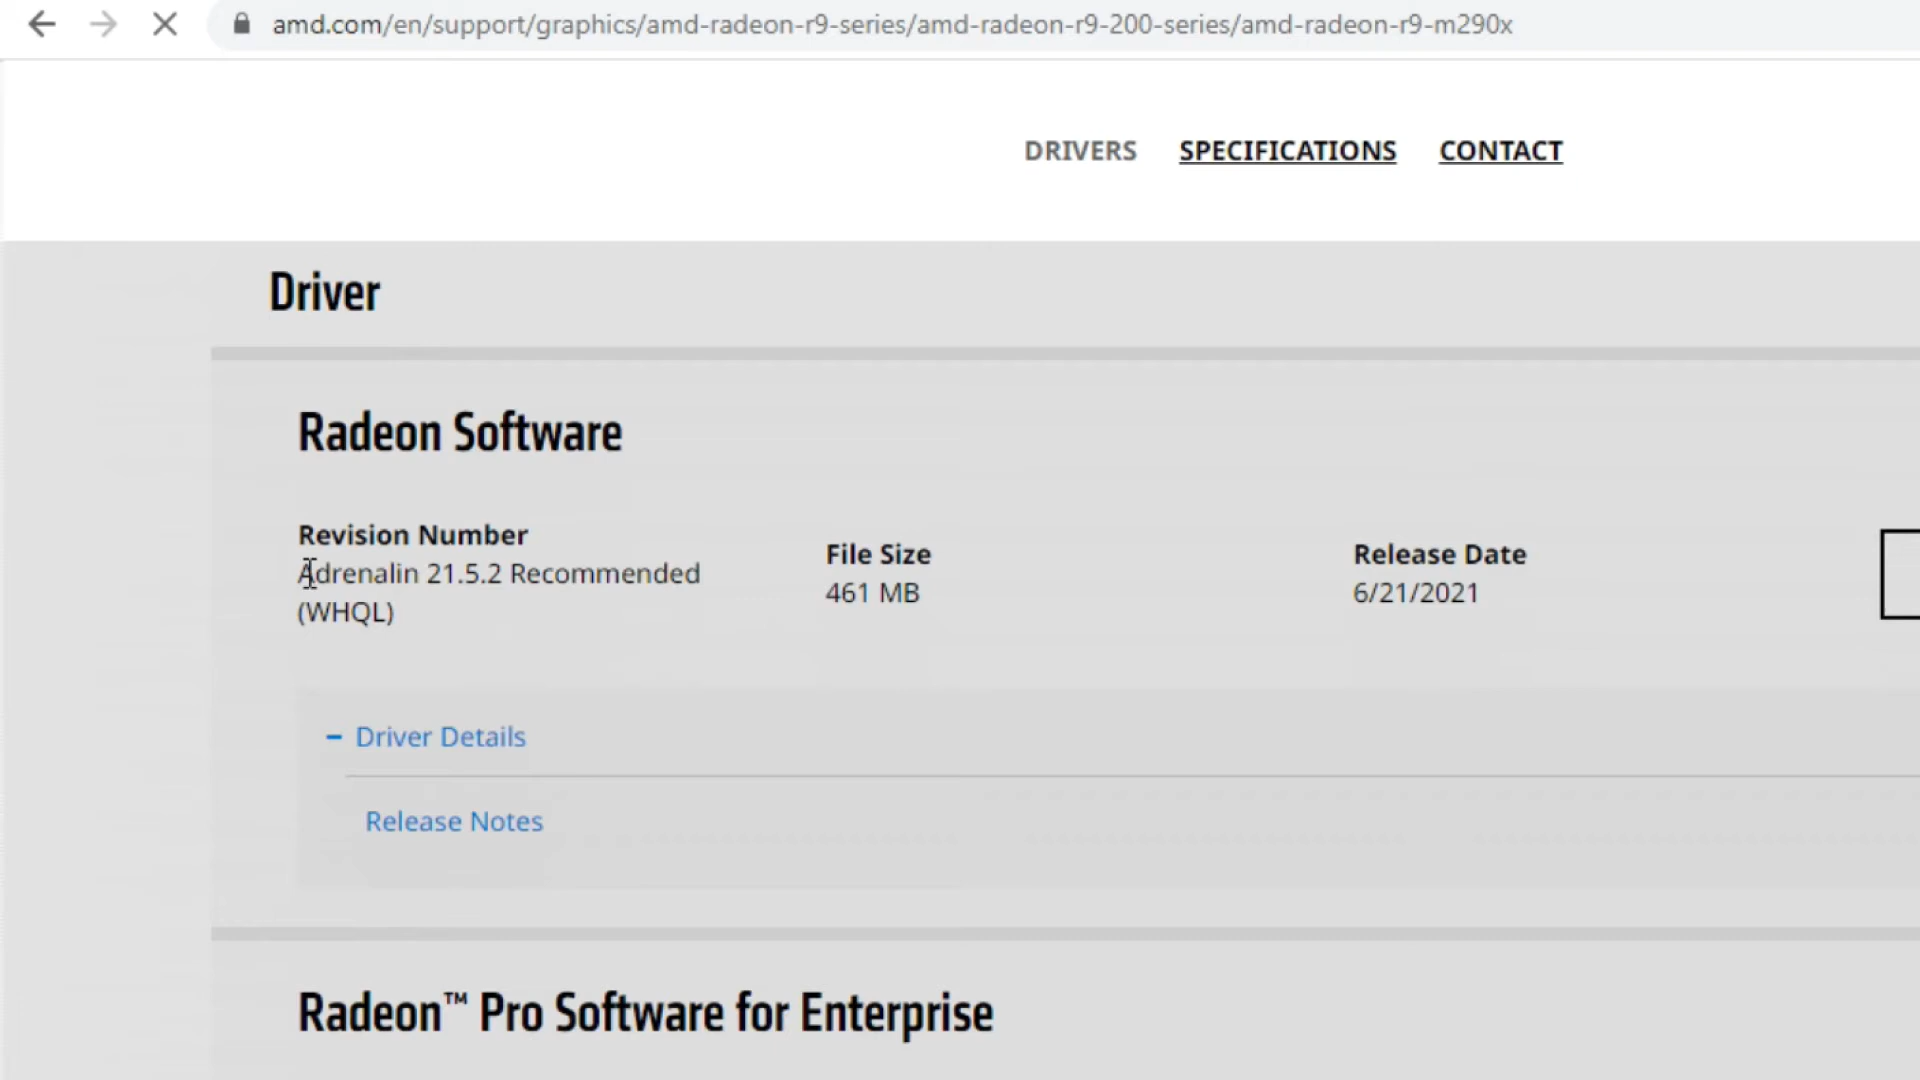 amd.com/en/support/graphics/amd-radeon-r9-series/amd-radeon-r9-200-series/amd-radeon-r9-m290x
DRIVERS SPECIFICATIONS CONTACT
Driver
Radeon Software
Revision Number
Adrenalin 21.5.2 Recommended
(WHQL)
File Size
461 MB
Release Date
6/21/2021
– Driver Details
Release Notes
Radeon™ Pro Software for Enterprise